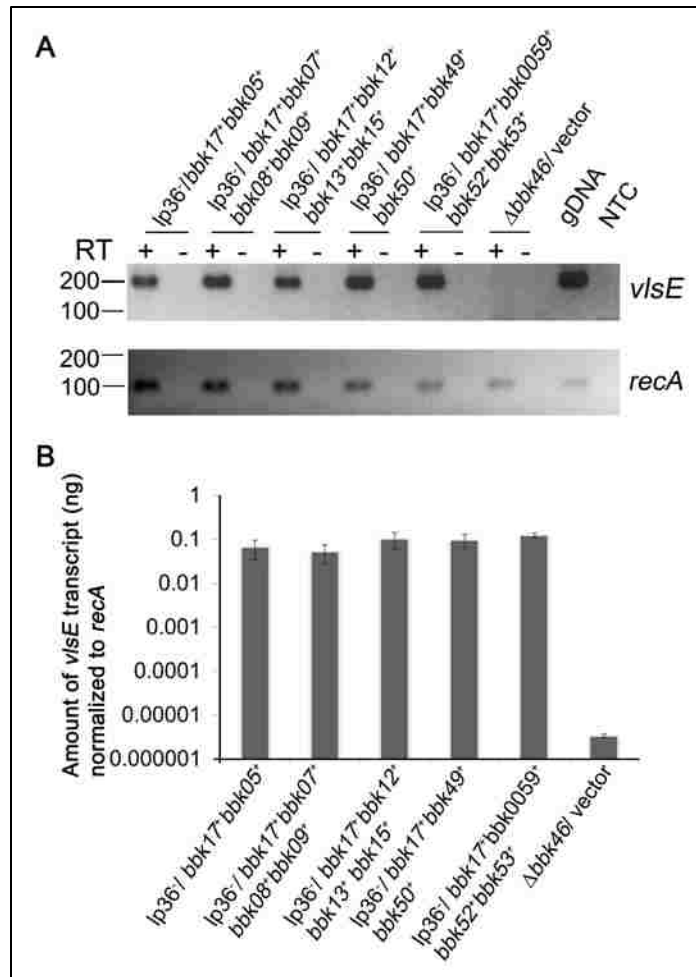 A
lp36⁻/bbk17⁺bbk05⁺
lp36⁻/ bbk17⁺bbk07⁺
bbk08⁺bbk09⁺
lp36⁻/ bbk17⁺bbk12⁺
bbk13⁺bbk15⁺
lp36⁻/ bbk17⁺bbk49⁺
bbk50⁺
lp36⁻/ bbk17⁺bbk0059⁺
bbk52⁺bbk53⁺
Δbbk46/ vector
gDNA
NTC
RT + - + - + - + - + - + -
200
100
vlsE
200
100
recA
B
Amount of vlsE transcript (ng)
normalized to recA
1
0.1
0.01
0.001
0.0001
0.00001
0.000001
lp36⁻/ bbk17⁺bbk05⁺
lp36⁻/ bbk17⁺bbk07⁺
bbk08⁺bbk09⁺
lp36⁻/ bbk17⁺bbk12⁺
bbk13⁺ bbk15⁺
lp36⁻/ bbk17⁺bbk49⁺
bbk50⁺
lp36⁻/ bbk17⁺bbk0059⁺
bbk52⁺bbk53⁺
Δbbk46/ vector